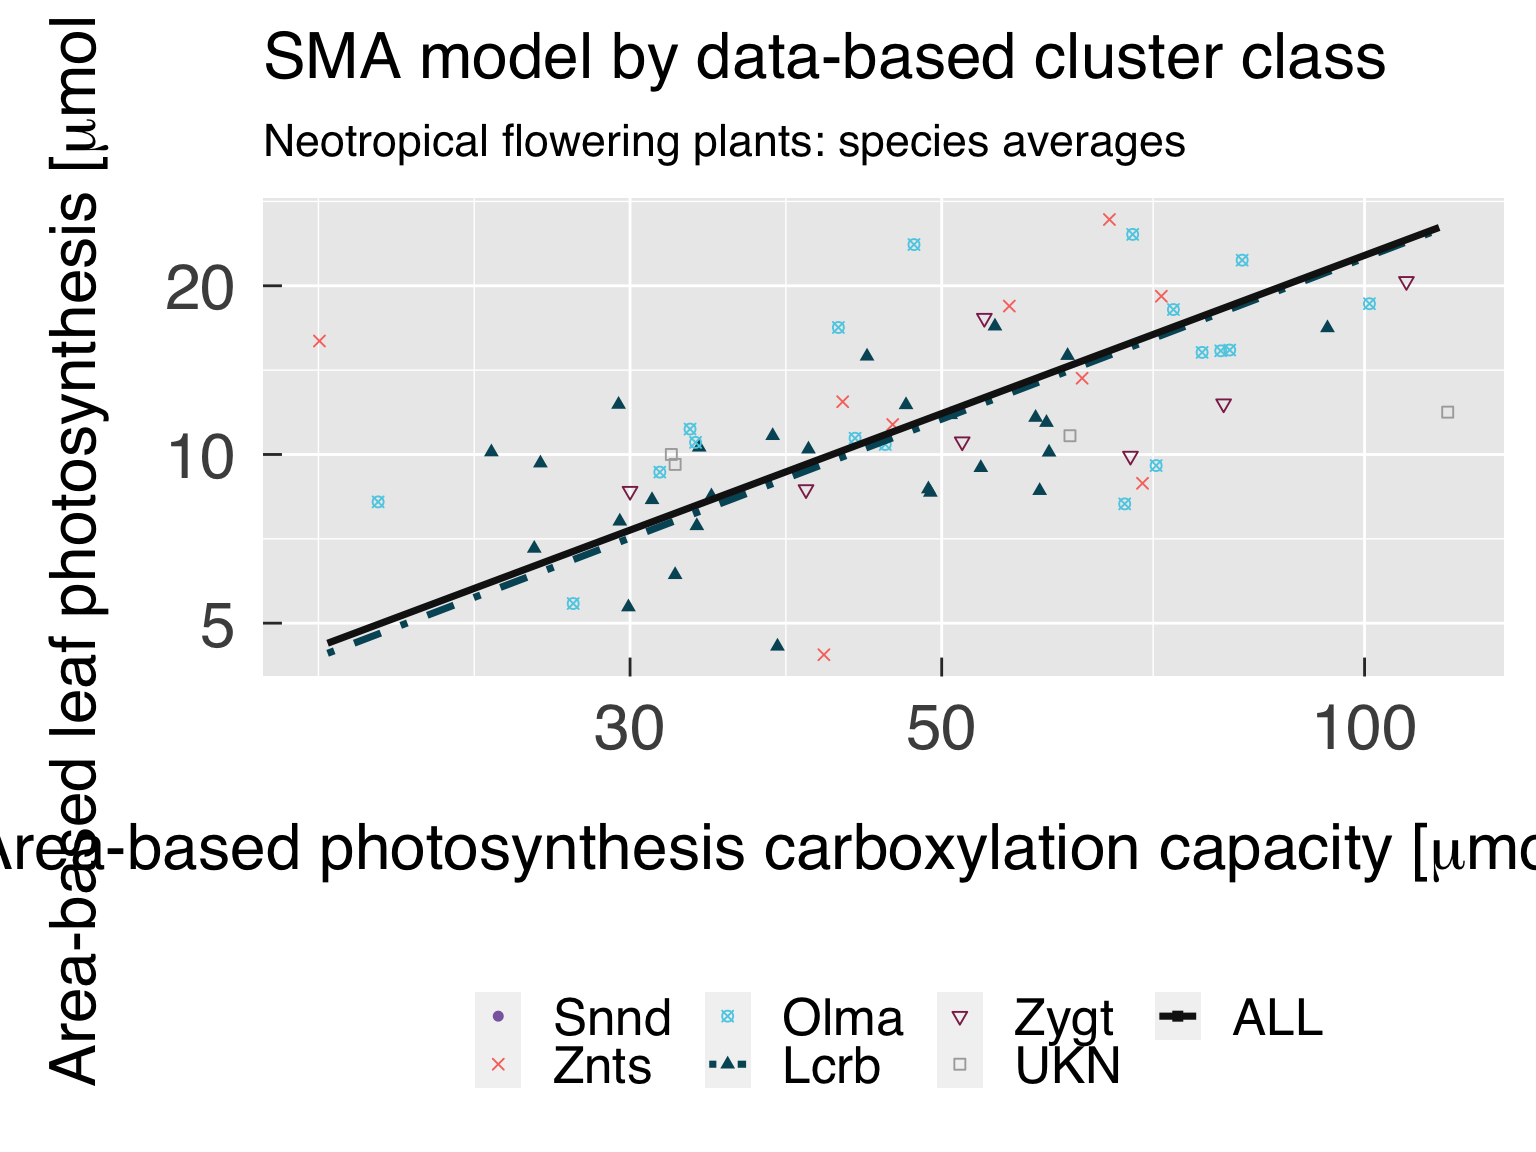 SMA model by data-based cluster class
Neotropical flowering plants: species averages
Area-based leaf photosynthesis [µmol
20
10
5
30 50 100
Area-based photosynthesis carboxylation capacity [µmo
Snnd Olma Zygt ALL
Znts Lcrb UKN